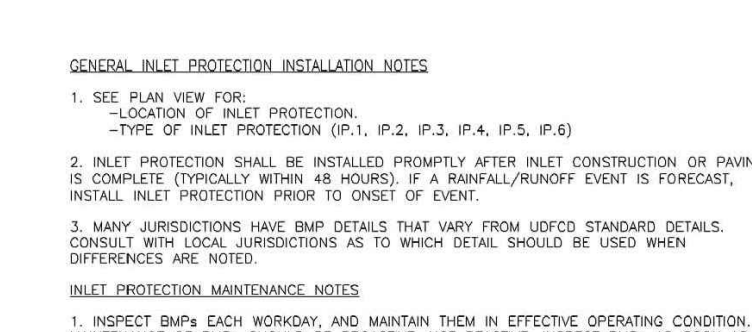 GENERAL INLET PROTECTION INSTALLATION NOTES
1. SEE PLAN VIEW FOR:
-LOCATION OF INLET PROTECTION.
-TYPE OF INLET PROTECTION (IP.1, IP.2, IP.3, IP.4, IP.5, IP.6)
2. INLET PROTECTION SHALL BE INSTALLED PROMPTLY AFTER INLET CONSTRUCTION OR PAVIN
IS COMPLETE (TYPICALLY WITHIN 48 HOURS). IF A RAINFALL/RUNOFF EVENT IS FORECAST,
INSTALL INLET PROTECTION PRIOR TO ONSET OF EVENT.
3. MANY JURISDICTIONS HAVE BMP DETAILS THAT VARY FROM UDFCD STANDARD DETAILS.
CONSULT WITH LOCAL JURISDICTIONS AS TO WHICH DETAIL SHOULD BE USED WHEN
DIFFERENCES ARE NOTED.
INLET PROTECTION MAINTENANCE NOTES
1. INSPECT BMPs EACH WORKDAY, AND MAINTAIN THEM IN EFFECTIVE OPERATING CONDITION.